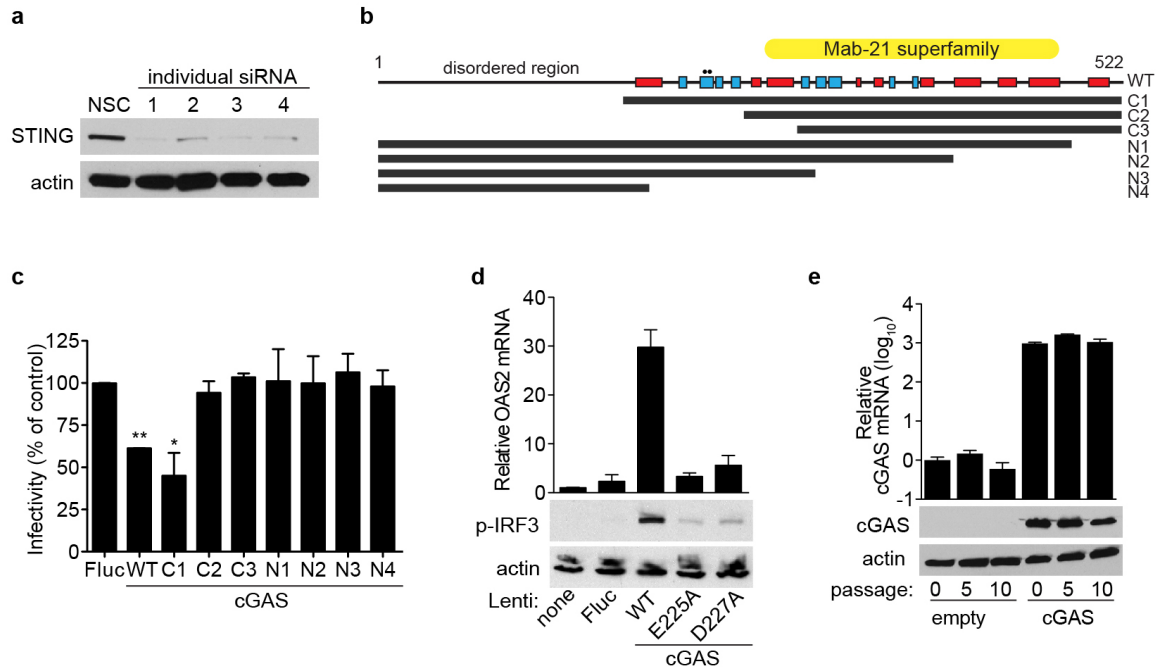 a
individual siRNA
NSC 1 2 3 4
STING
actin
b
Mab-21 superfamily
1 522
disordered region
WT
C1
C2
C3
N1
N2
N3
N4
c
Infectivity (% of control)
125
100
75
50
25
0
** *
Fluc WT C1 C2 C3 N1 N2 N3 N4
cGAS
d
Relative OAS2 mRNA
40
30
20
10
0
p-IRF3
actin
Lenti: none Fluc WT E225A D227A
cGAS
e
Relative
cGAS mRNA (log10)
4
3
2
1
0
-1
cGAS
actin
passage: 0 5 10 0 5 10
empty cGAS